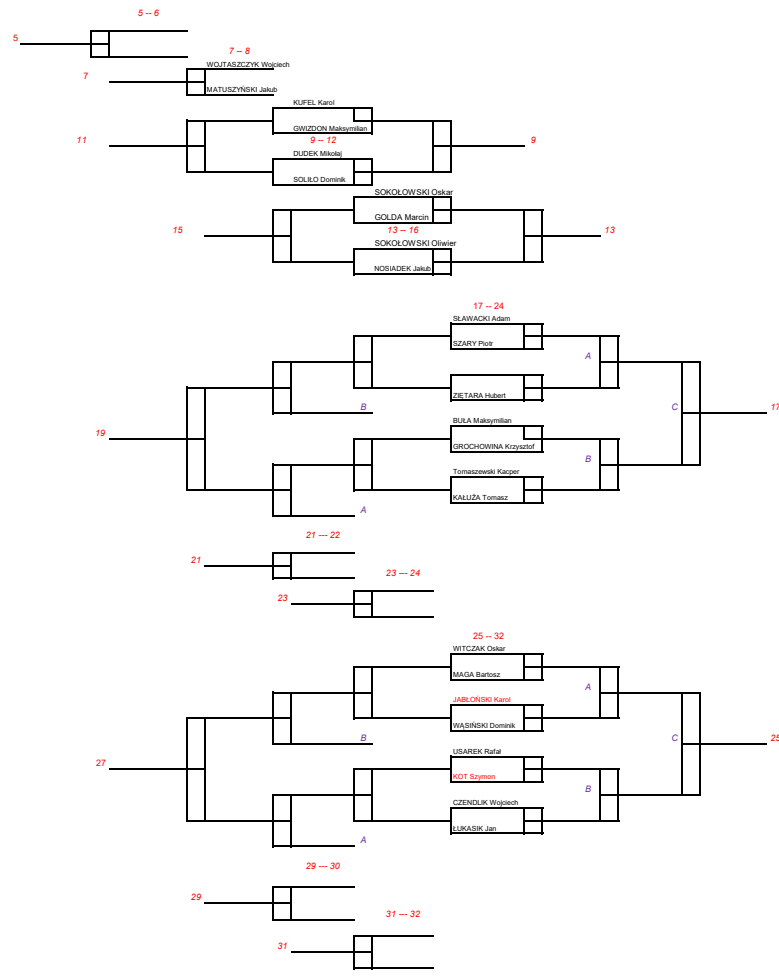 5 -- 6
5
7 -- 8
WOJTASZCZYK Wojciech
7
MATUSZYŃSKI Jakub
KUFEL Karol
GWIZDON Maksymilian
11
9 -- 12
9
DUDEK Mikołaj
SOLIŁO Dominik
SOKOŁOWSKI Oskar
GOLDA Marcin
15
13 -- 16
13
SOKOŁOWSKI Oliwier
NOSIADEK Jakub
17 -- 24
SŁAWACKI Adam
SZARY Piotr
A
ZIĘTARA Hubert
B
C
17
BUŁA Maksymilian
19
GROCHOWINA Krzysztof
B
Tomaszewski Kacper
KAŁUŻA Tomasz
A
21 --- 22
21
23 --- 24
23
25 -- 32
WITCZAK Oskar
MAGA Bartosz
A
JABŁOŃSKI Karol
WĄSIŃSKI Dominik
B
C
25
USAREK Rafał
27
KOT Szymon
B
CZENDLIK Wojciech
ŁUKASIK Jan
A
29 --- 30
29
31 --- 32
31